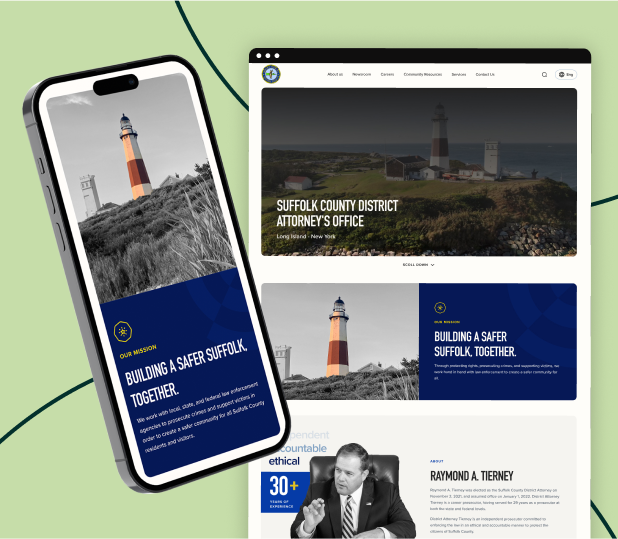 About us Newsroom Careers Community Resources Services Contact Us Eng
SUFFOLK COUNTY DISTRICT
ATTORNEY'S OFFICE
Long Island - New York
SCROLL DOWN
OUR MISSION
BUILDING A SAFER
SUFFOLK, TOGETHER.
Through protecting rights, prosecuting crimes, and supporting victims, we
work hand in hand with law enforcement to create a safer community for
all.
OUR MISSION
BUILDING A SAFER SUFFOLK,
TOGETHER.
We work with local, state, and federal law enforcement
agencies to prosecute crimes and support victims in
order to create a safer community for all Suffolk County
residents and visitors.
ethical
30+
YEARS OF
EXPERIENCE
ABOUT
RAYMOND A. TIERNEY
Raymond A. Tierney was elected as the Suffolk County District Attorney on
November 2, 2021, and assumed office on January 1, 2022. District Attorney
Tierney is a career prosecutor, having served for 29 years as a prosecutor at
both the state and federal levels.
District Attorney Tierney is an independent prosecutor committed to
enforcing the law in an ethical and accountable manner to protect the
citizens of Suffolk County.